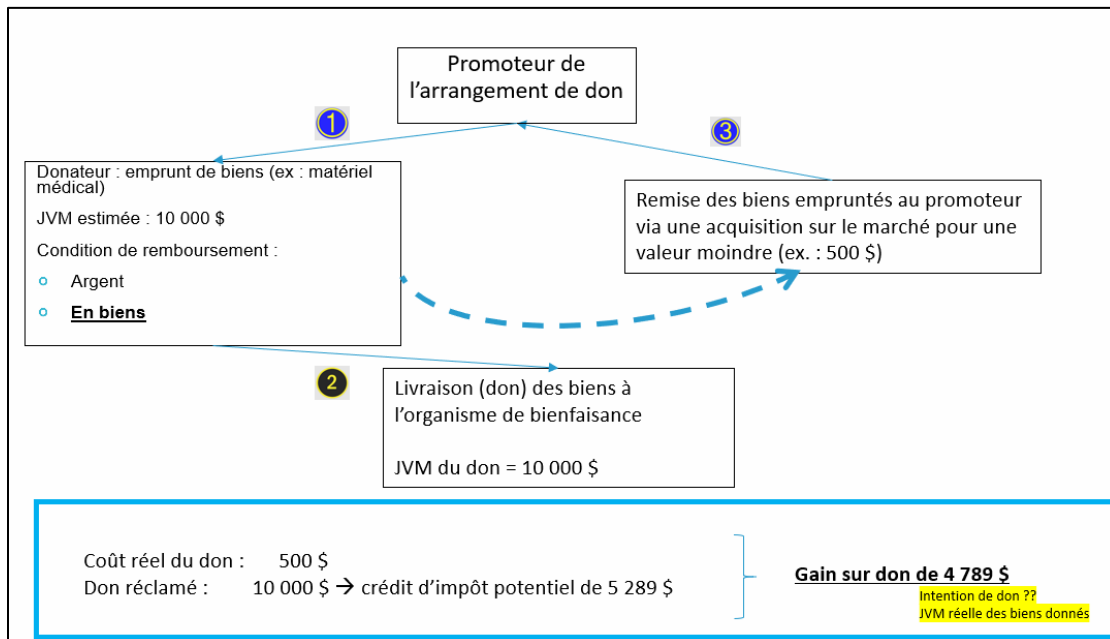 Promoteur de
l'arrangement de don
1
3
Donateur : emprunt de biens (ex : matériel
médical)
JVM estimée : 10 000 $
Condition de remboursement :
Argent
En biens
Remise des biens empruntés au promoteur
via une acquisition sur le marché pour une
valeur moindre (ex. : 500 $)
2
Livraison (don) des biens à
l'organisme de bienfaisance
JVM du don = 10 000 $
Coût réel du don : 500 $
Don réclamé : 10 000 $ → crédit d'impôt potentiel de 5 289 $
Gain sur don de 4 789 $
Intention de don ??
JVM réelle des biens donnés